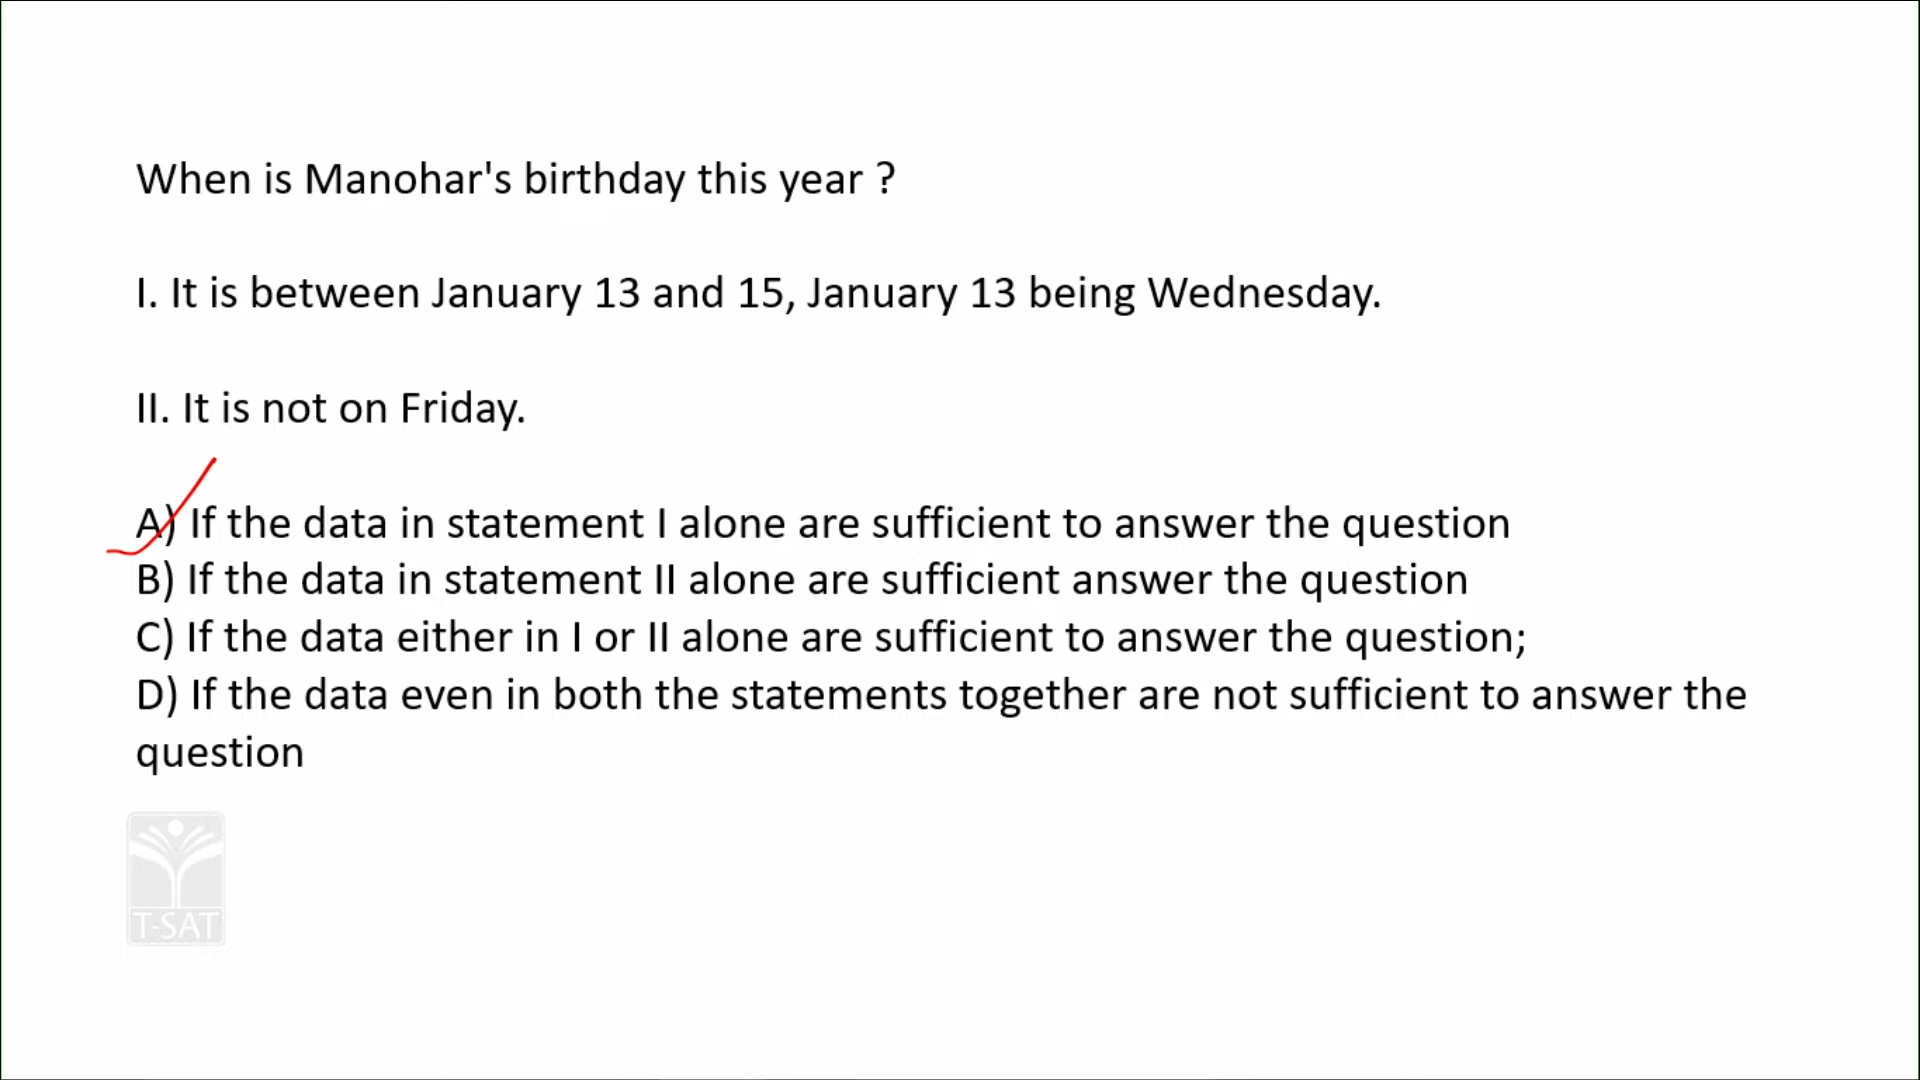 When is Manohar's birthday this year ?
I. It is between January 13 and 15, January 13 being Wednesday.
II. It is not on Friday.
A) If the data in statement I alone are sufficient to answer the question
B) If the data in statement II alone are sufficient answer the question
C) If the data either in I or II alone are sufficient to answer the question;
D) If the data even in both the statements together are not sufficient to answer the
question
T-SAT